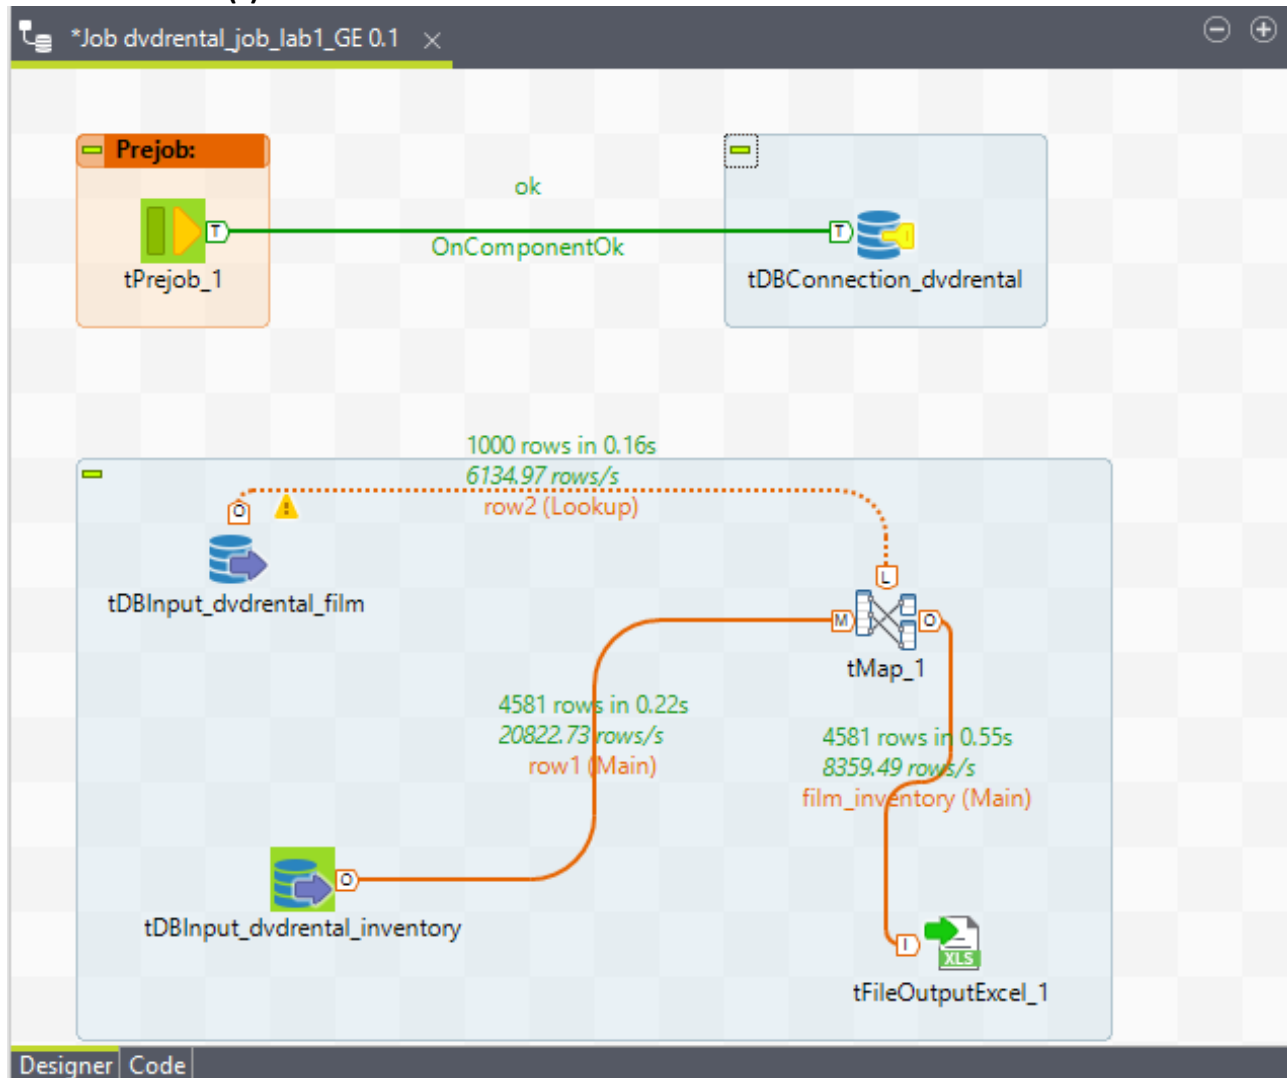 *Job dvdrental_job_lab1_GE 0.1
Prejob:
ok
T
T
OnComponentOk
tPrejob_1
tDBConnection_dvdrental
1000 rows in 0.16s
6134.97 rows/s
row2 (Lookup)
O
tDBInput_dvdrental_film
L
M
O
tMap_1
4581 rows in 0.22s
20822.73 rows/s
row1 (Main)
4581 rows in 0.55s
8359.49 rows/s
film_inventory (Main)
O
tDBInput_dvdrental_inventory
I
XLS
tFileOutputExcel_1
Designer
Code